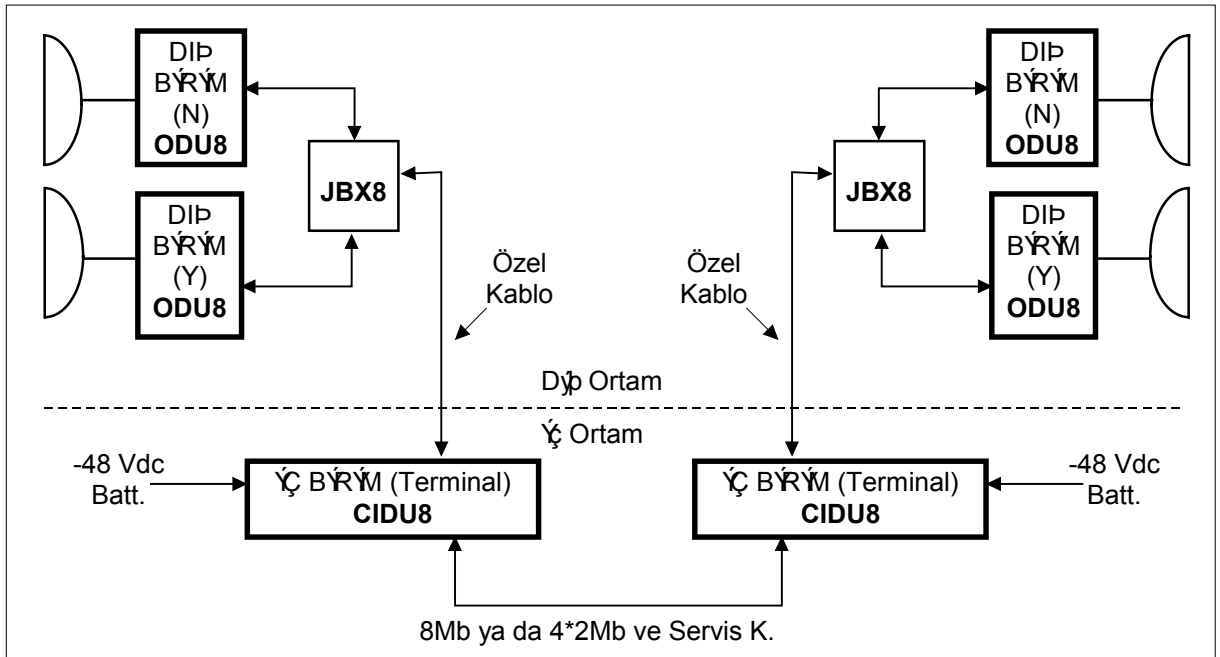 DIÞ
BÝRÝM
(N)
ODU8
DIÞ
BÝRÝM
(Y)
ODU8
JBX8
Özel
Kablo
Özel
Kablo
JBX8
DIÞ
BÝRÝM
(N)
ODU8
DIÞ
BÝRÝM
(Y)
ODU8
Dýþ Ortam
Ýç Ortam
-48 Vdc
Batt.
ÝÇ BÝRÝM (Terminal)
CIDU8
ÝÇ BÝRÝM (Terminal)
CIDU8
-48 Vdc
Batt.
8Mb ya da 4*2Mb ve Servis K.